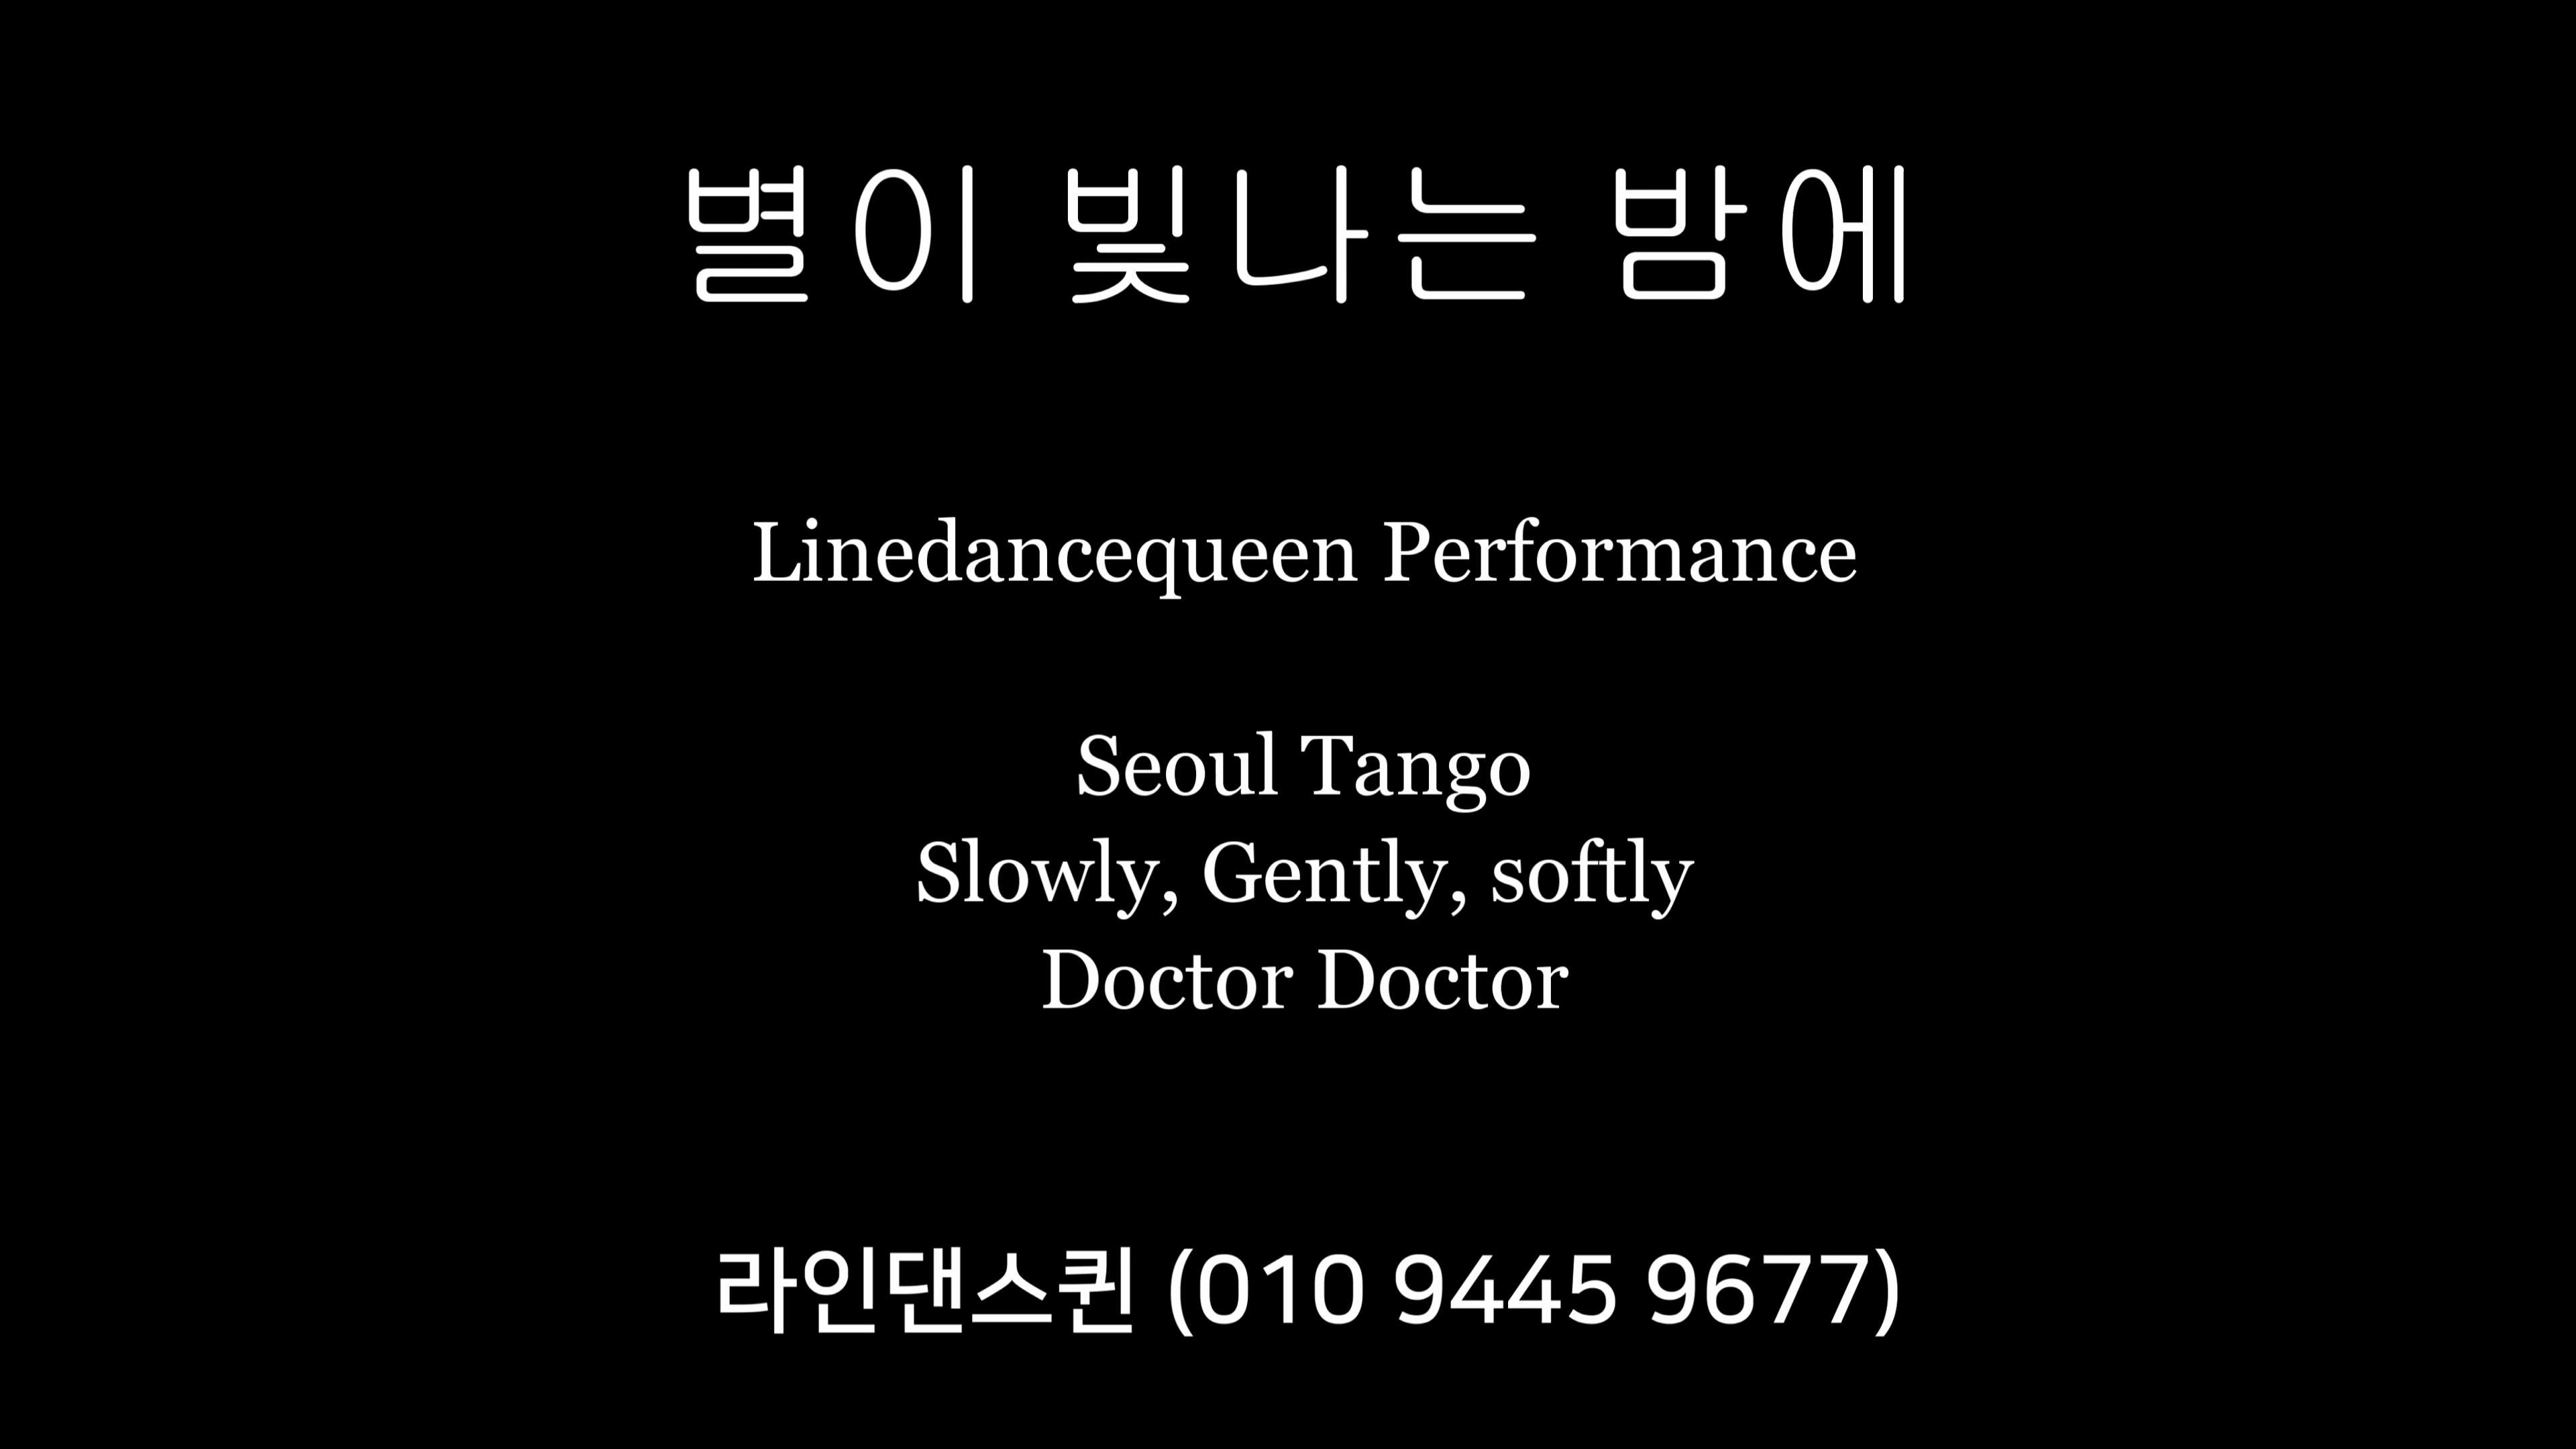 별이 빛나는 밤에
Linedancequeen Performance
Seoul Tango
Slowly, Gently, softly
Doctor Doctor
라인댄스퀸 (010 9445 9677)